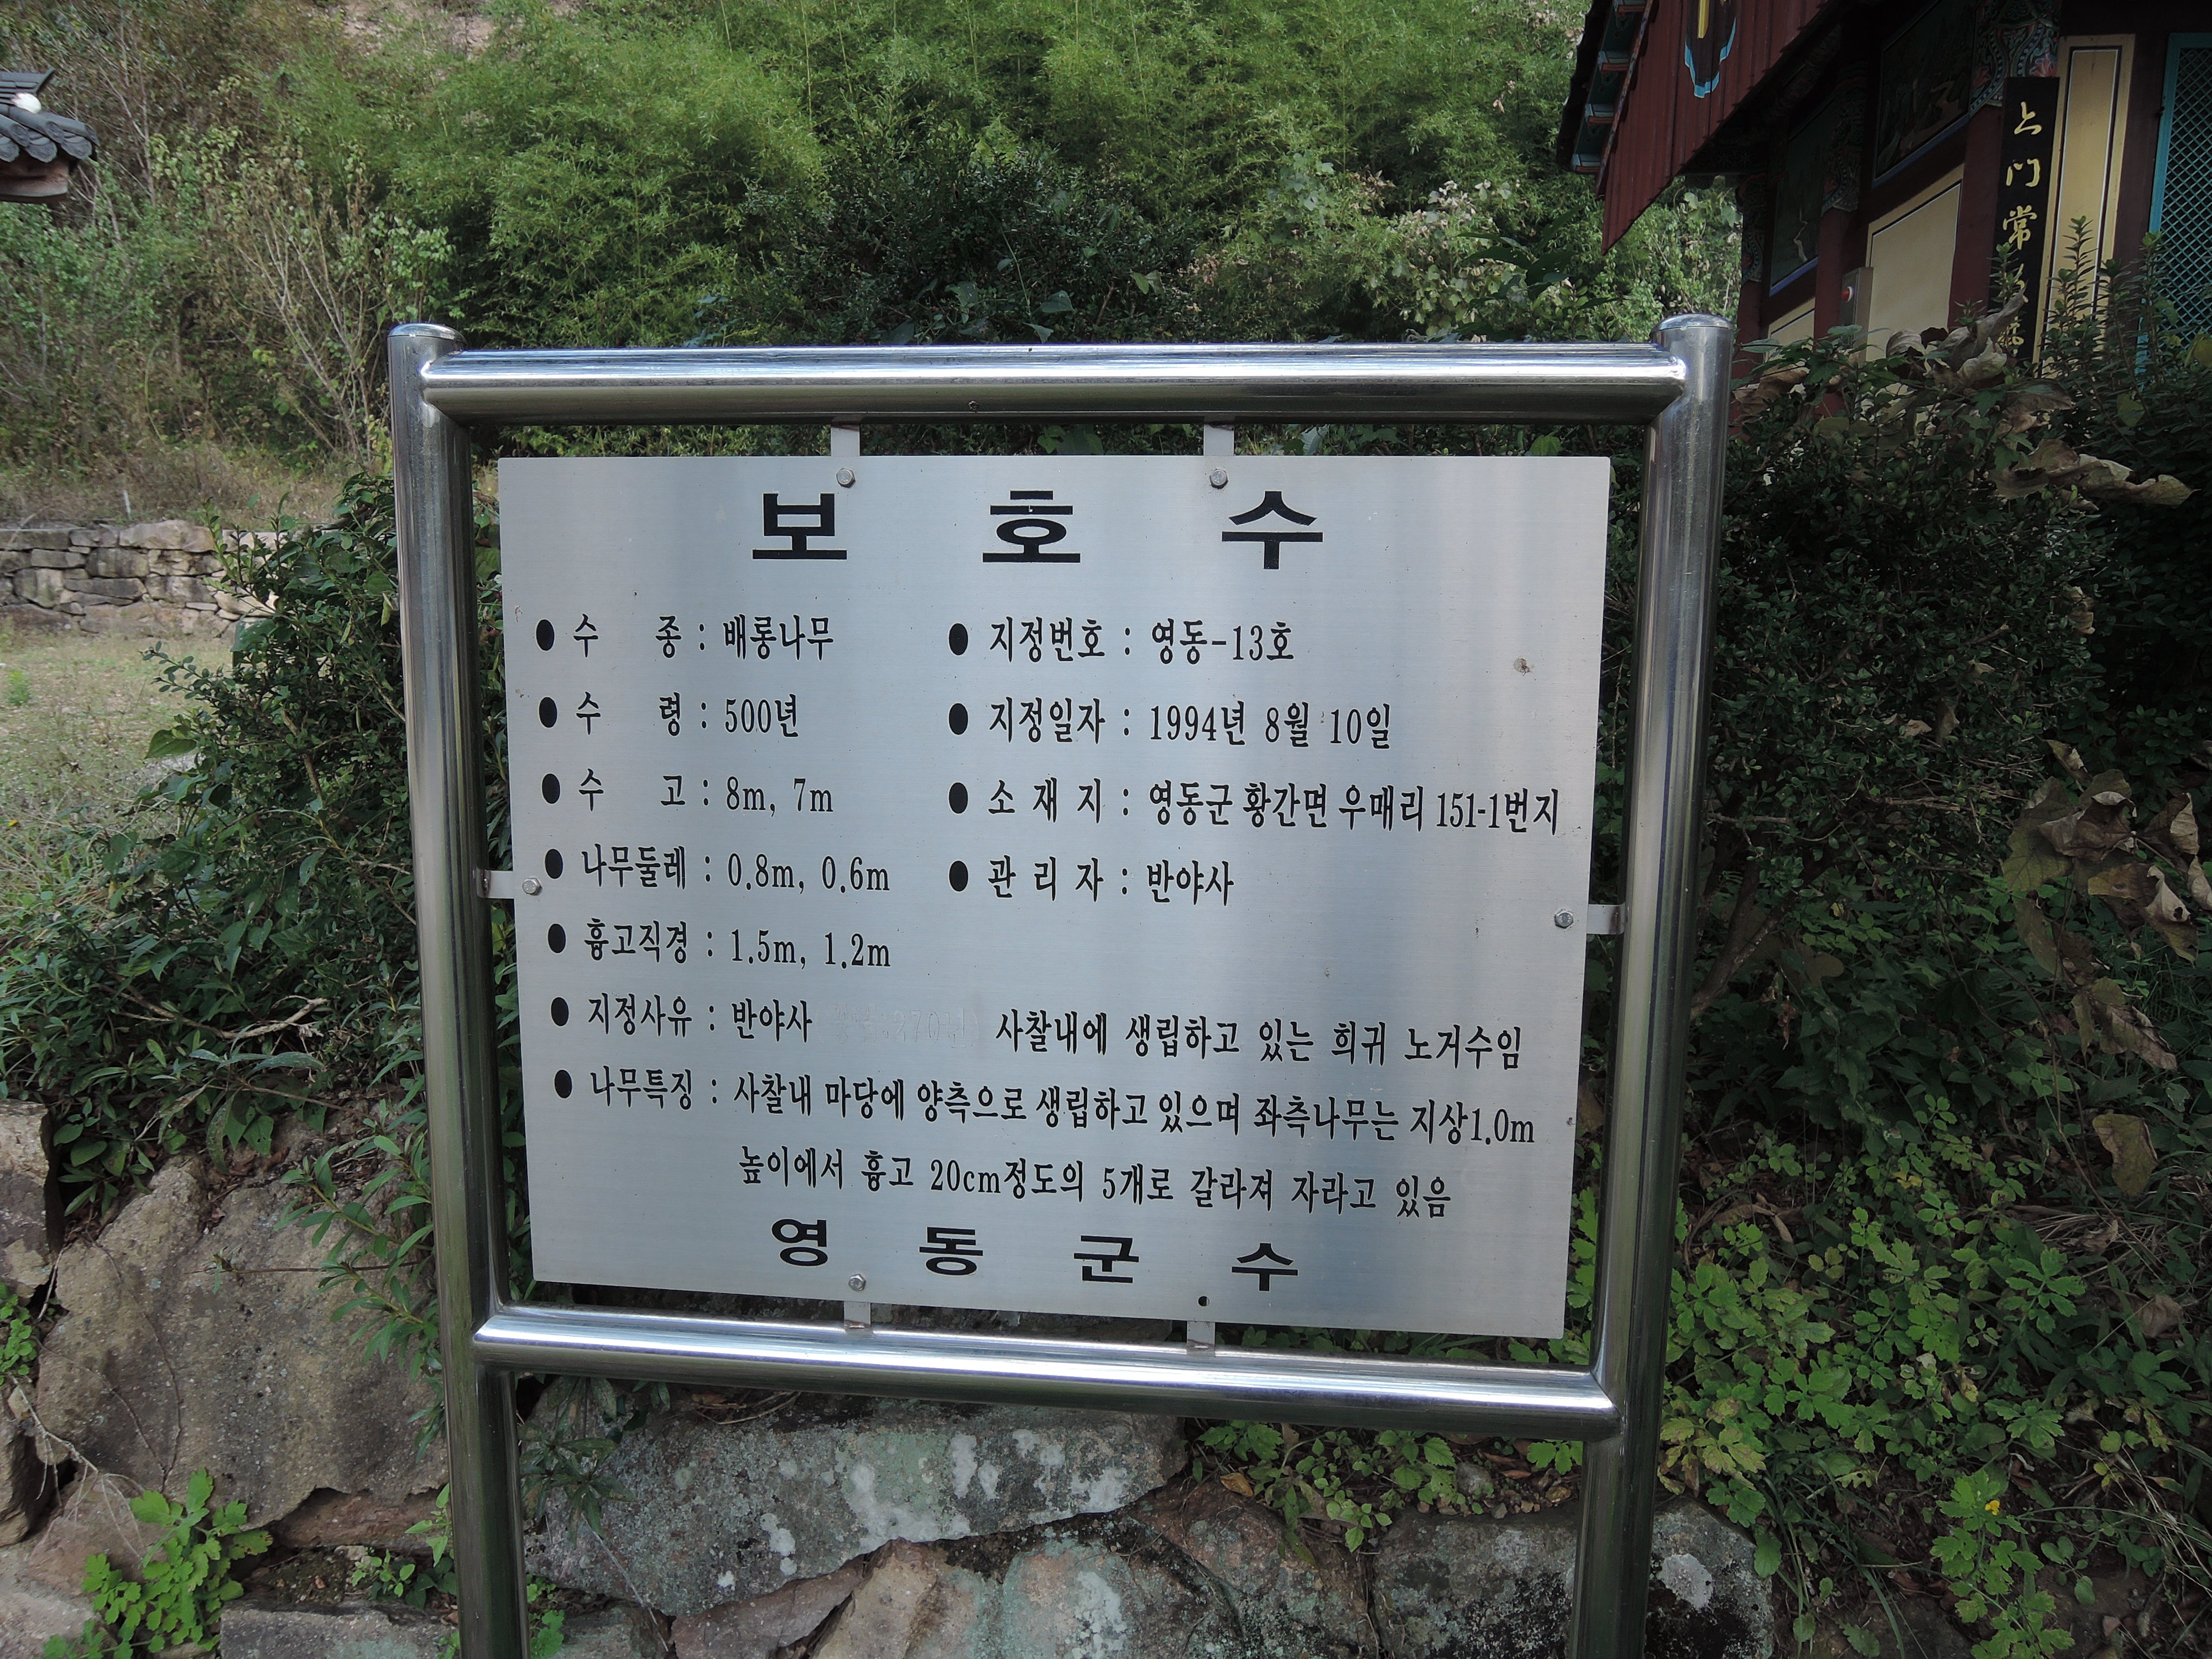 보 호 수
● 수 종 : 배롱나무 ● 지정번호 : 영동-13호
● 수 령 : 500년 ● 지정일자 : 1994년 8월 10일
● 수 고 : 8m, 7m ● 소 재 지 : 영동군 황간면 우매리 151-1번지
● 나무둘레 : 0.8m, 0.6m ● 관 리 자 : 반야사
● 흉고직경 : 1.5m, 1.2m
● 지정사유 : 반야사 사찰내에 생립하고 있는 희귀 노거수임
● 나무특징 : 사찰내 마당에 양측으로 생립하고 있으며 좌측나무는 지상1.0m
높이에서 흉고 20cm정도의 5개로 갈라져 자라고 있음
영 동 군 수